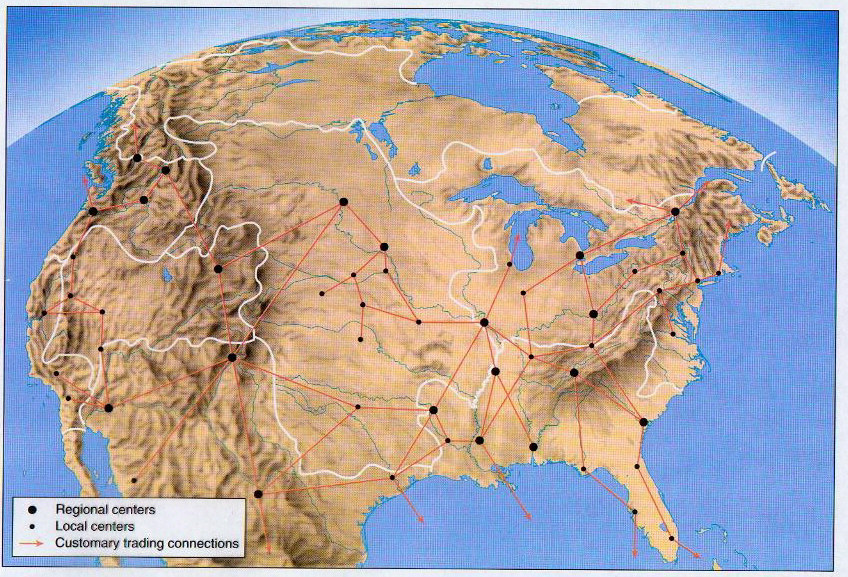 Regional centers
Local centers
Customary trading connections